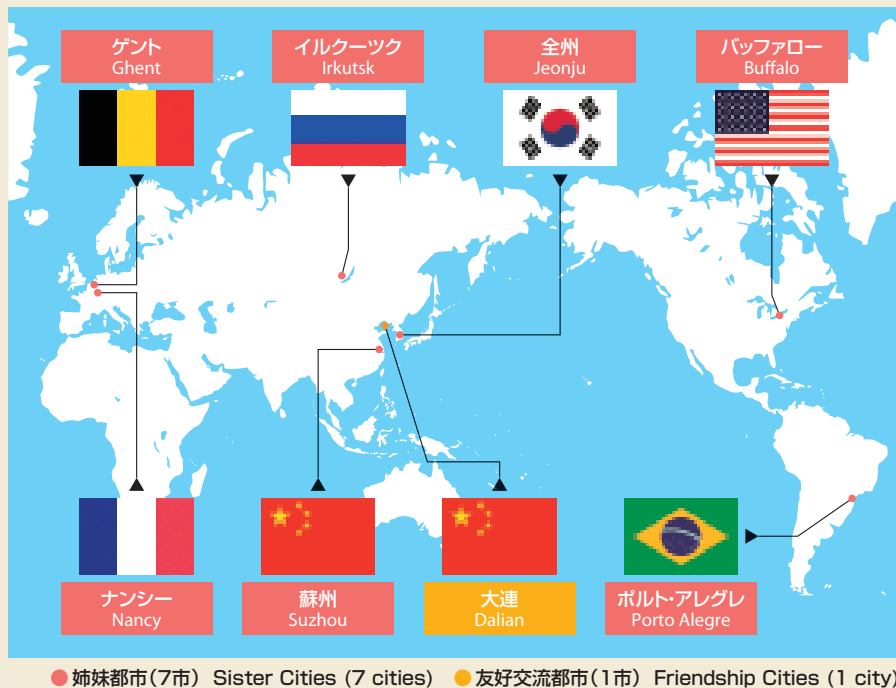 ゲント
Ghent
イルクーツク
Irkutsk
全州
Jeonju
バッファロー
Buffalo
ナンシー
Nancy
蘇州
Suzhou
大連
Dalian
ポルト・アレグレ
Porto Alegre
姉妹都市(7市) Sister Cities (7 cities) 友好交流都市(1市) Friendship Cities (1 city)